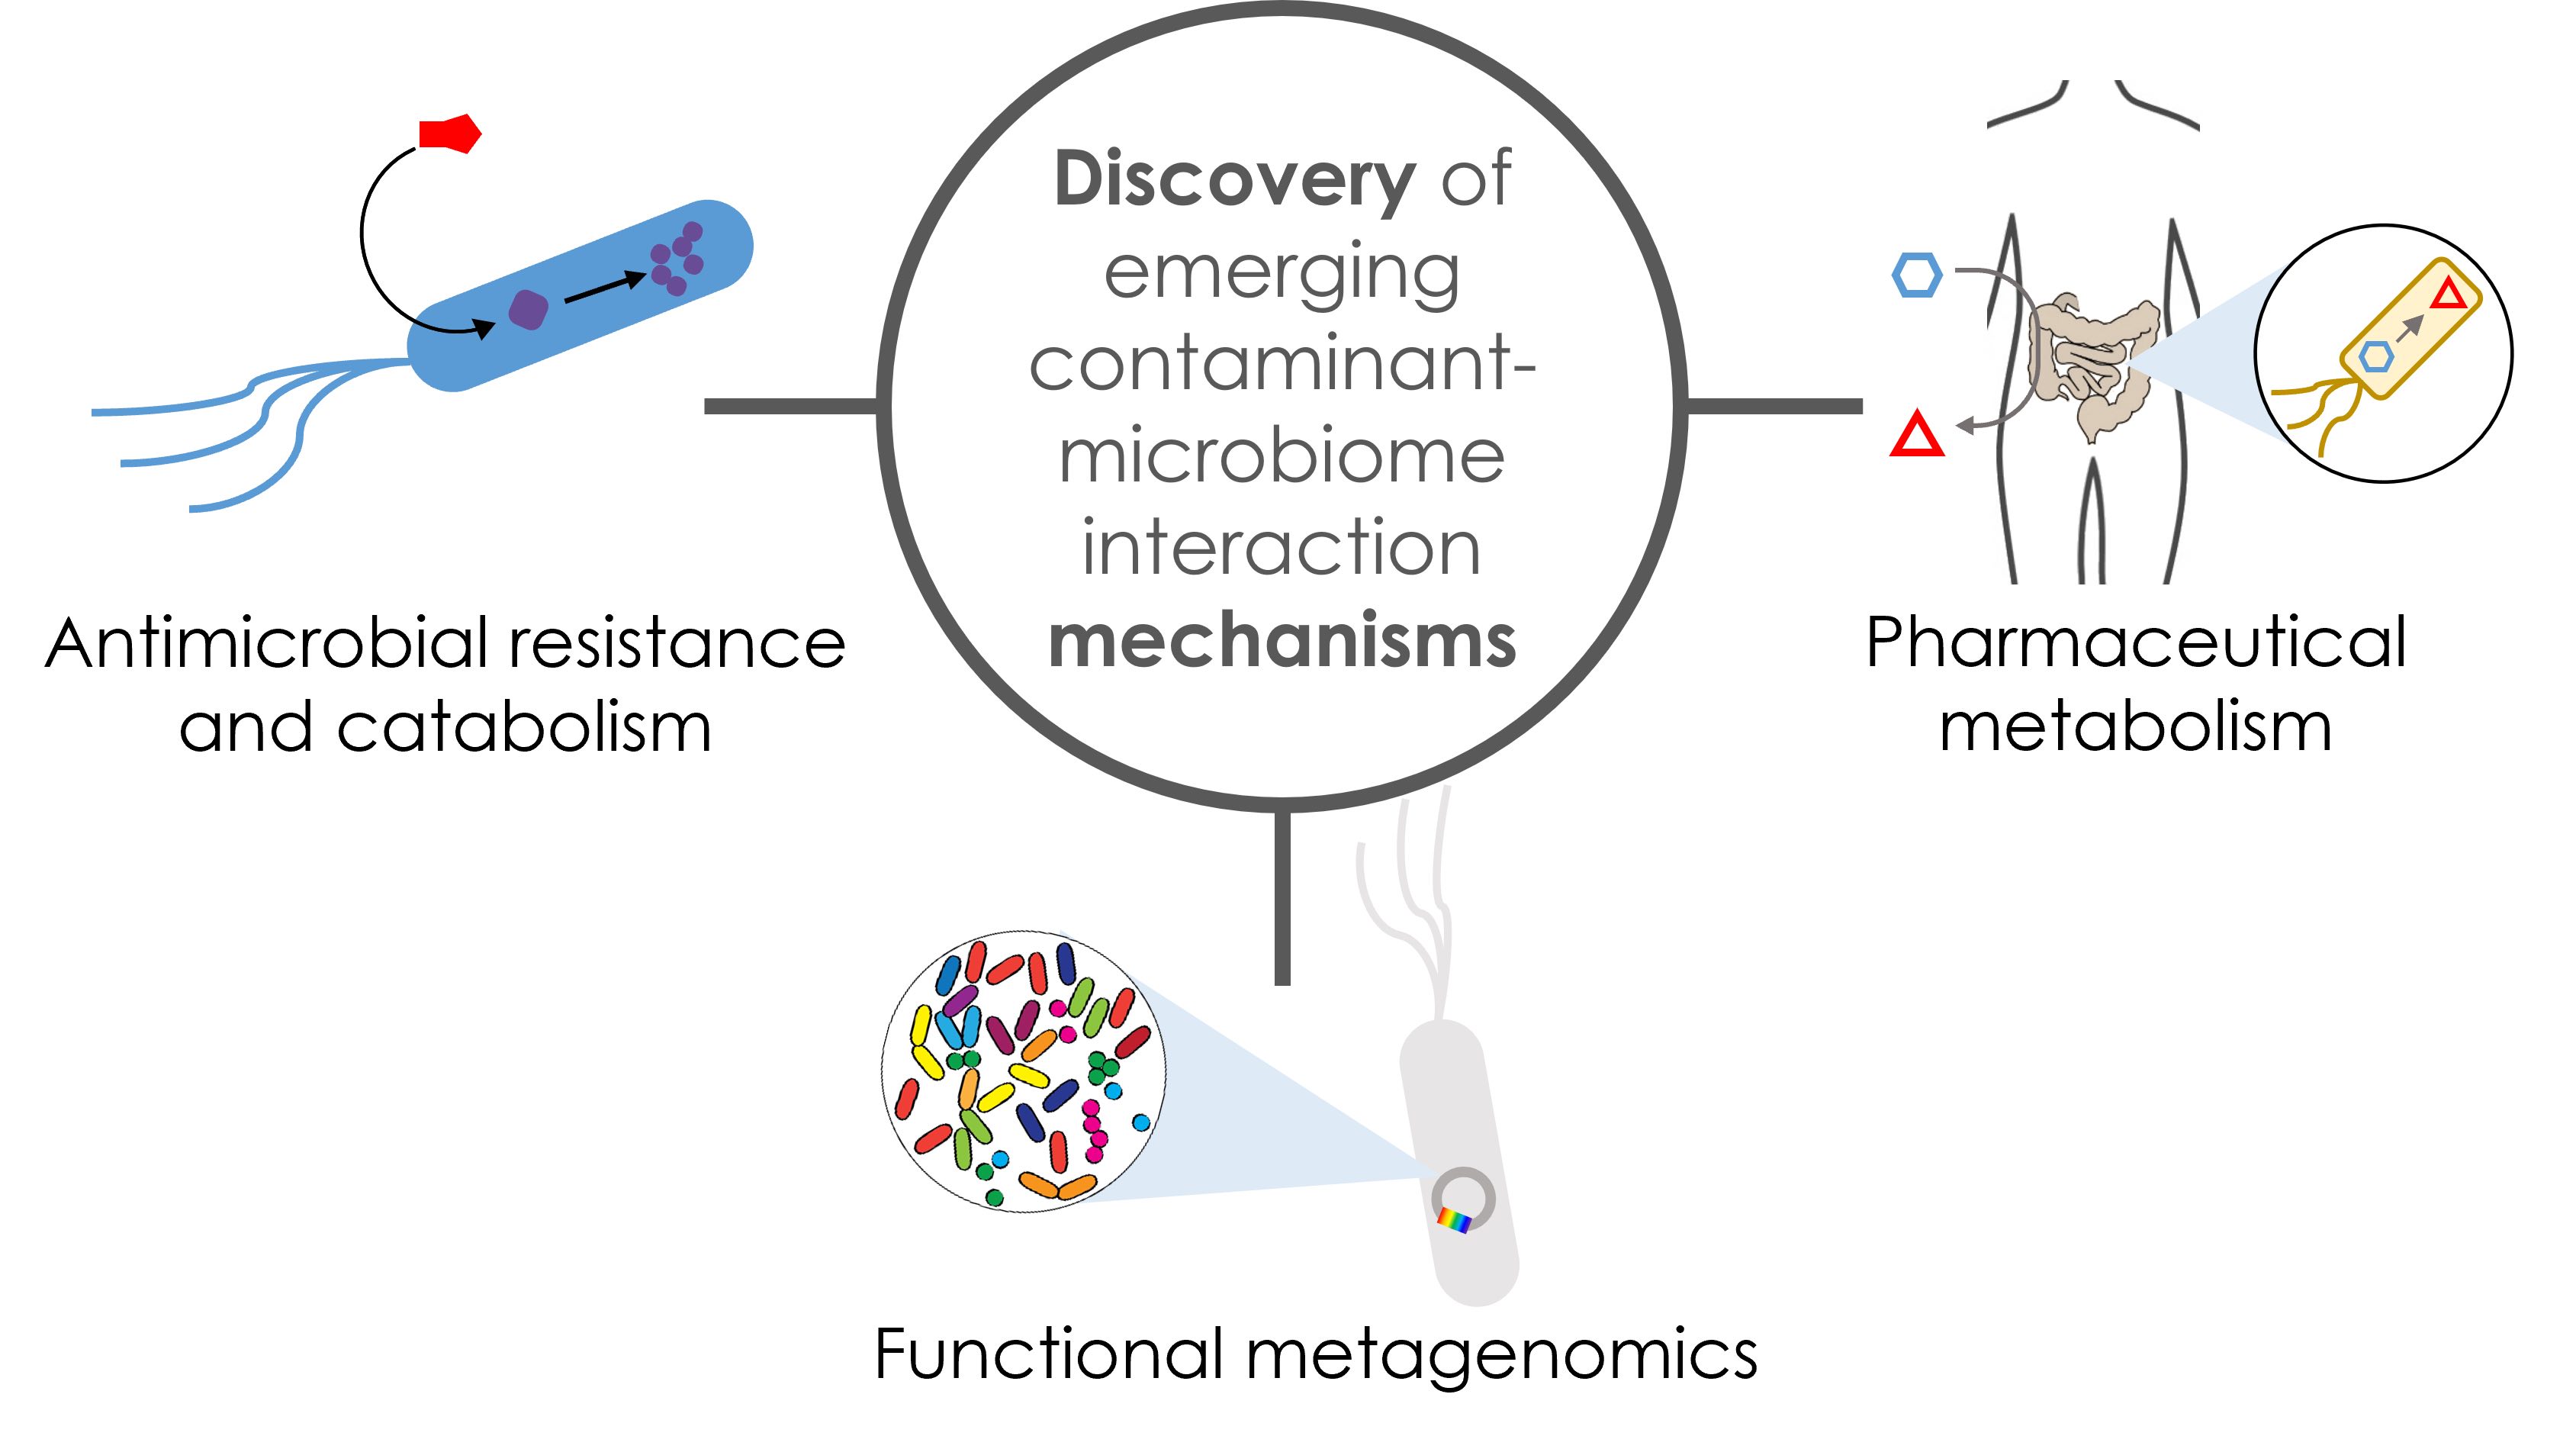 Discovery of
emerging
contaminant-
microbiome
interaction
mechanisms
Antimicrobial resistance
and catabolism
Pharmaceutical
metabolism
Functional metagenomics